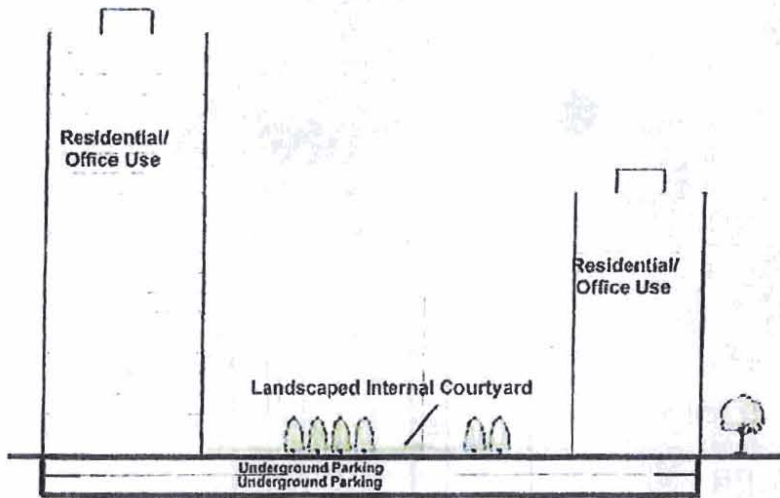 Residential/
Office Use
Residential/
Office Use
Landscaped Internal Courtyard
Underground Parking
Underground Parking